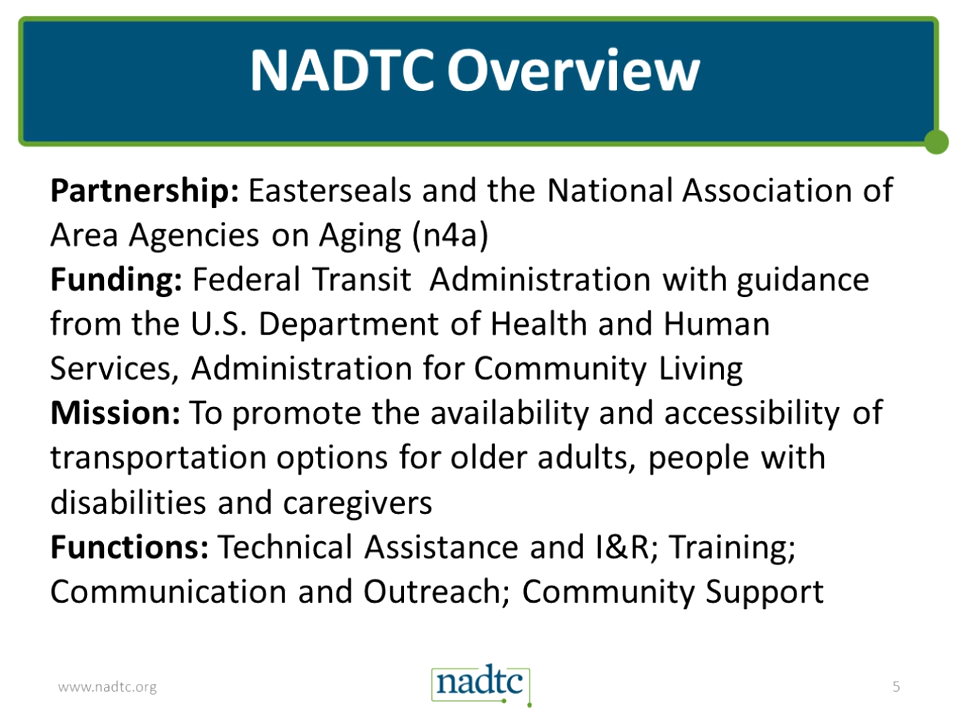 NADTC Overview
Partnership: Easterseals and the National Association of
Area Agencies on Aging (n4a)
Funding: Federal Transit  Administration with guidance
from the U.S. Department of Health and Human
Services, Administration for Community Living
Mission: To promote the availability and accessibility of
transportation options for older adults, people with
disabilities and caregivers
Functions: Technical Assistance and I&R; Training;
Communication and Outreach; Community Support
www.nadtc.org
nadtc
5